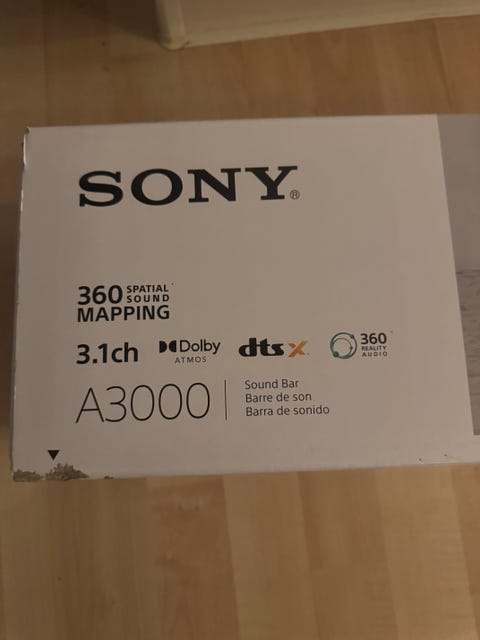 SONY®
360 SPATIAL SOUND
MAPPING
3.1ch Dolby ATMOS dts X 360 REALITY AUDIO
A3000
Sound Bar
Barre de son
Barra de sonido